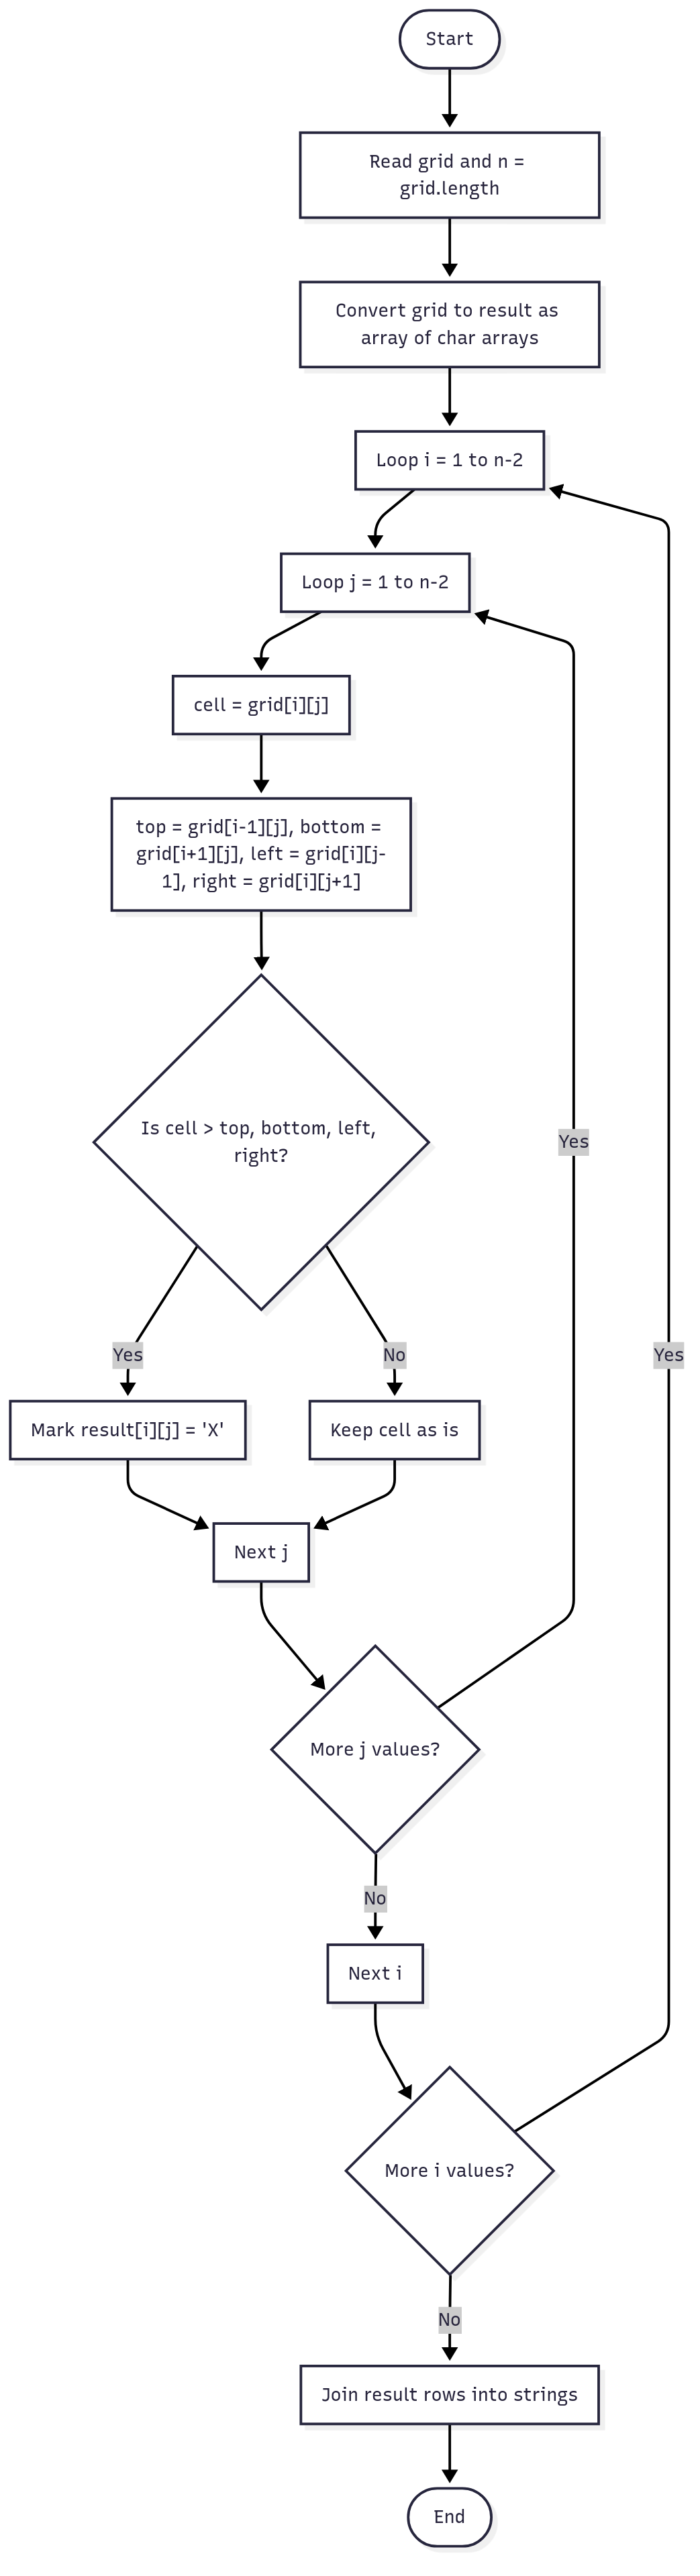 Start
Read grid and n =
grid.length
Convert grid to result as
array of char arrays
Loop i = 1 to n-2
Loop j = 1 to n-2
cell = grid[i][j]
top = grid[i-1][j], bottom =
grid[i+1][j], left = grid[i][j-
1], right = grid[i][j+1]
Is cell > top, bottom, left,
right?
Yes
Yes
No
Yes
Mark result[i][j] = 'X'
Keep cell as is
Next j
More j values?
No
Next i
More i values?
No
Join result rows into strings
End